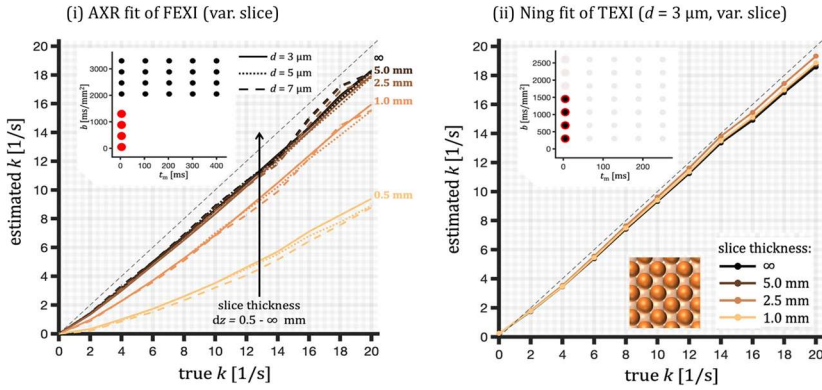 (i) AXR fit of FEXI (var. slice)
20
18
16
14
12
10
8
6
4
2
0
estimated k [1/s]
3000
2000
1000
0
b [ms/mm²]
0 100 200 300 400
tm [ms]
d = 3 µm
d = 5 µm
d = 7 µm
∞
5.0 mm
2.5 mm
1.0 mm
0.5 mm
slice thickness
dz = 0.5 - ∞ mm
0 2 4 6 8 10 12 14 16 18 20
true k [1/s]
(ii) Ning fit of TEXI (d = 3 µm, var. slice)
20
18
16
14
12
10
8
6
4
2
0
estimated k [1/s]
2500
2000
1500
1000
500
0
b [ms/mm²]
0 100 200
tm [ms]
slice thickness:
∞
5.0 mm
2.5 mm
1.0 mm
0 2 4 6 8 10 12 14 16 18 20
true k [1/s]